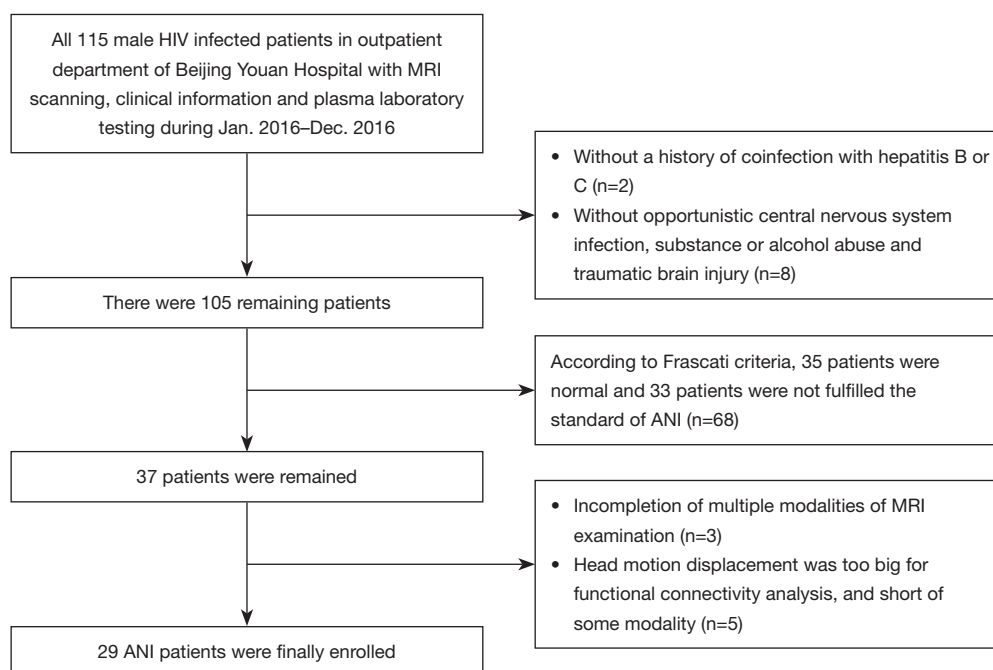 All 115 male HIV infected patients in outpatient
department of Beijing Youan Hospital with MRI
scanning, clinical information and plasma laboratory
testing during Jan. 2016–Dec. 2016
• Without a history of coinfection with hepatitis B or
C (n=2)
• Without opportunistic central nervous system
infection, substance or alcohol abuse and
traumatic brain injury (n=8)
There were 105 remaining patients
According to Frascati criteria, 35 patients were
normal and 33 patients were not fulfilled the
standard of ANI (n=68)
37 patients were remained
• Incompletion of multiple modalities of MRI
examination (n=3)
• Head motion displacement was too big for
functional connectivity analysis, and short of
some modality (n=5)
29 ANI patients were finally enrolled